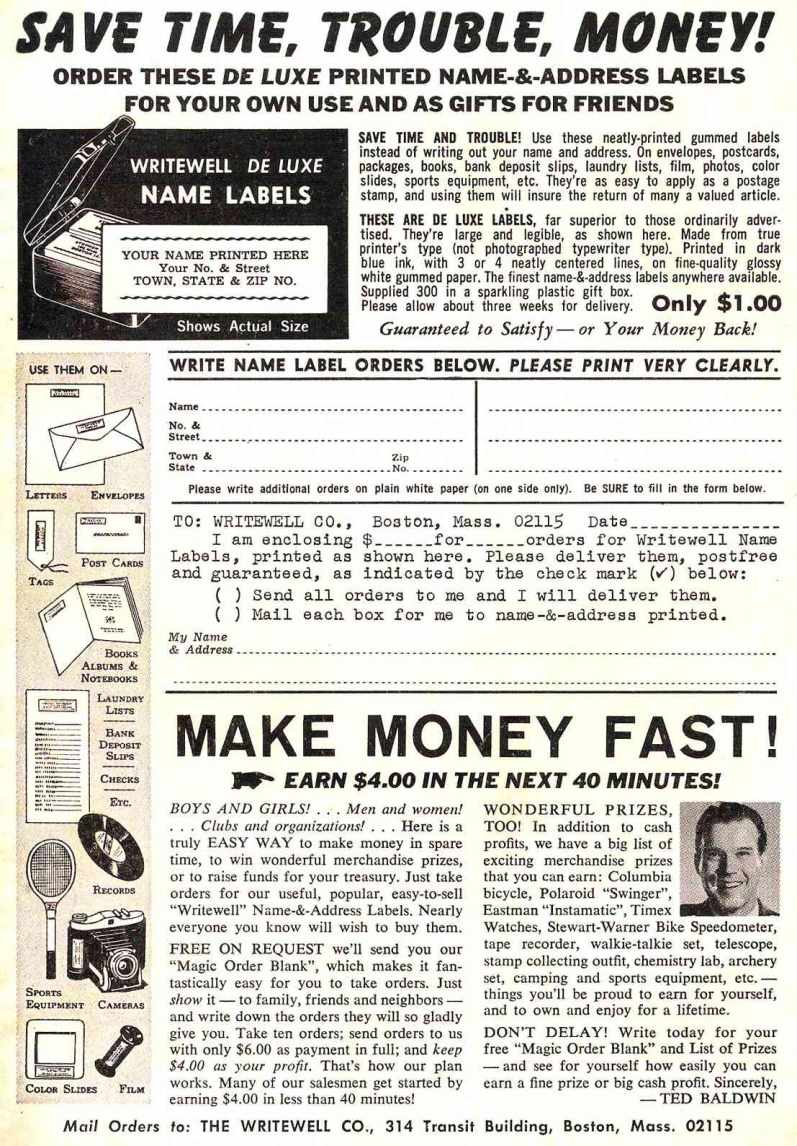 SAVE TIME, TROUBLE, MONEY!
ORDER THESE DE LUXE PRINTED NAME-&-ADDRESS LABELS
FOR YOUR OWN USE AND AS GIFTS FOR FRIENDS
WRITEWELL DE LUXE
NAME LABELS
YOUR NAME PRINTED HERE
Your No. & Street
TOWN, STATE & ZIP NO.
Shows Actual Size
SAVE TIME AND TROUBLE! Use these neatly-printed gummed labels
instead of writing out your name and address. On envelopes, postcards,
packages, books, bank deposit slips, laundry lists, film, photos, color
slides, sports equipment, etc. They're as easy to apply as a postage
stamp, and using them will insure the return of many a valued article.
THESE ARE DE LUXE LABELS, far superior to those ordinarily adver-
tised. They're large and legible, as shown here. Made from true
printer's type (not photographed typewriter type). Printed in dark
blue ink, with 3 or 4 neatly centered lines, on fine-quality glossy
white gummed paper. The finest name-&-address labels anywhere available.
Supplied 300 in a sparkling plastic gift box.
Please allow about three weeks for delivery. Only $1.00
Guaranteed to Satisfy — or Your Money Back!
USE THEM ON —
LETTERS ENVELOPES
POST CARDS
TAGS
BOOKS
ALBUMS &
NOTEBOOKS
LAUNDRY
LISTS
BANK
DEPOSIT
SLIPS
CHECKS
ETC.
RECORDS
SPORTS
EQUIPMENT CAMERAS
COLOR SLIDES FILM
WRITE NAME LABEL ORDERS BELOW. PLEASE PRINT VERY CLEARLY.
Name
No. &
Street
Town & Zip
State No.
Please write additional orders on plain white paper (on one side only). Be SURE to fill in the form below.
TO: WRITEWELL CO., Boston, Mass. 02115 Date
I am enclosing $______for______orders for Writewell Name
Labels, printed as shown here. Please deliver them, postfree
and guaranteed, as indicated by the check mark (✓) below:
( ) Send all orders to me and I will deliver them.
( ) Mail each box for me to name-&-address printed.
My Name
& Address
MAKE MONEY FAST!
EARN $4.00 IN THE NEXT 40 MINUTES!
BOYS AND GIRLS! . . . Men and women!
. . . Clubs and organizations! . . . Here is a
truly EASY WAY to make money in spare
time, to win wonderful merchandise prizes,
or to raise funds for your treasury. Just take
orders for our useful, popular, easy-to-sell
"Writewell" Name-&-Address Labels. Nearly
everyone you know will wish to buy them.
FREE ON REQUEST we'll send you our
"Magic Order Blank", which makes it fan-
tastically easy for you to take orders. Just
show it — to family, friends and neighbors —
and write down the orders they will so gladly
give you. Take ten orders; send orders to us
with only $6.00 as payment in full; and keep
$4.00 as your profit. That's how our plan
works. Many of our salesmen get started by
earning $4.00 in less than 40 minutes!
WONDERFUL PRIZES,
TOO! In addition to cash
profits, we have a big list of
exciting merchandise prizes
that you can earn: Columbia
bicycle, Polaroid "Swinger",
Eastman "Instamatic", Timex
Watches, Stewart-Warner Bike Speedometer,
tape recorder, walkie-talkie set, telescope,
stamp collecting outfit, chemistry lab, archery
set, camping and sports equipment, etc. —
things you'll be proud to earn for yourself,
and to own and enjoy for a lifetime.
DON'T DELAY! Write today for your
free "Magic Order Blank" and List of Prizes
— and see for yourself how easily you can
earn a fine prize or big cash profit. Sincerely,
— TED BALDWIN
Mail Orders to: THE WRITEWELL CO., 314 Transit Building, Boston, Mass. 02115